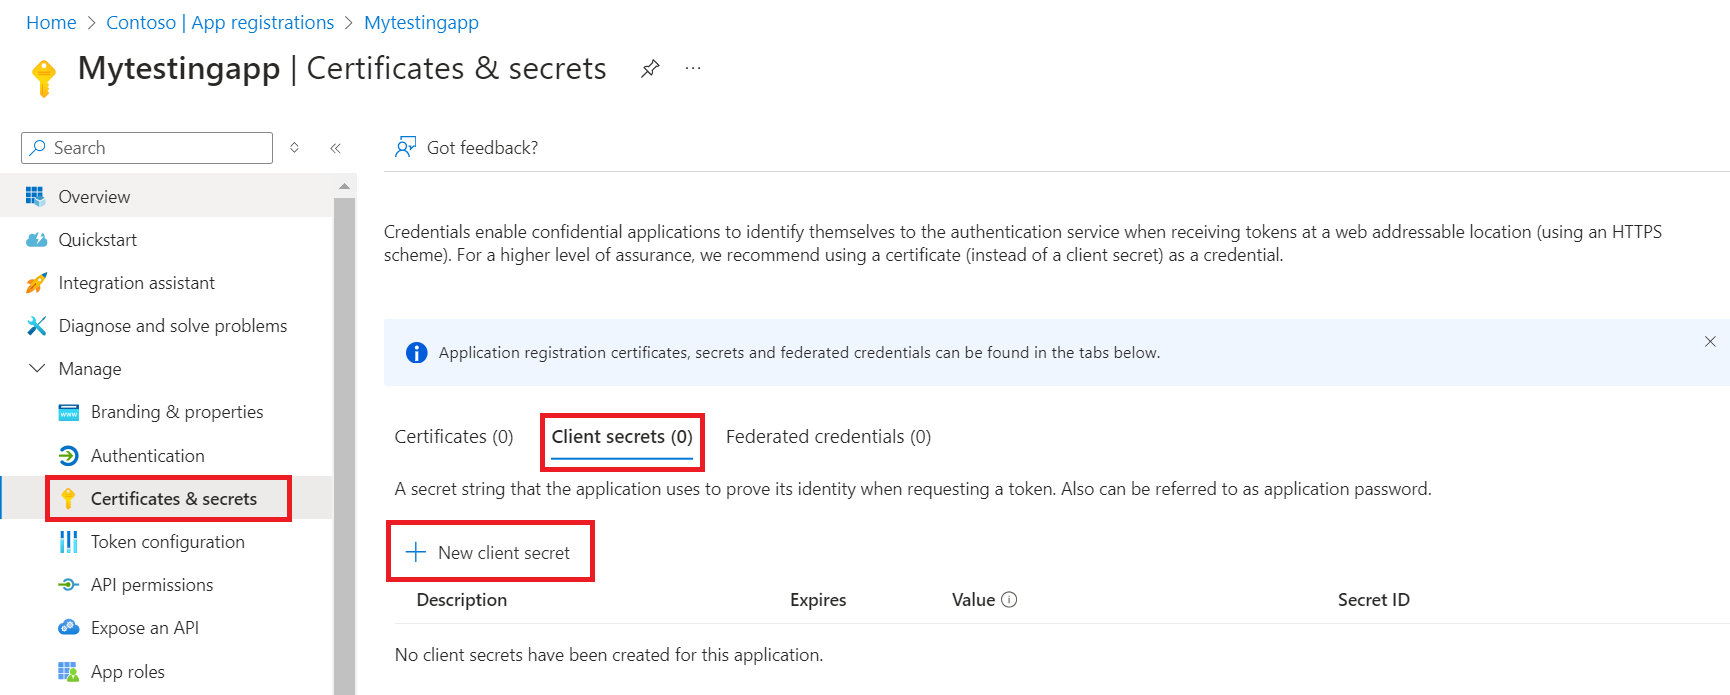 Home > Contoso | App registrations > Mytestingapp
Mytestingapp | Certificates & secrets
Search
Got feedback?
Overview
Quickstart
Integration assistant
Diagnose and solve problems
Manage
Branding & properties
Authentication
Certificates & secrets
Token configuration
API permissions
Expose an API
App roles
Credentials enable confidential applications to identify themselves to the authentication service when receiving tokens at a web addressable location (using an HTTPS
scheme). For a higher level of assurance, we recommend using a certificate (instead of a client secret) as a credential.
Application registration certificates, secrets and federated credentials can be found in the tabs below.
Certificates (0) Client secrets (0) Federated credentials (0)
A secret string that the application uses to prove its identity when requesting a token. Also can be referred to as application password.
New client secret
Description Expires Value Secret ID
No client secrets have been created for this application.